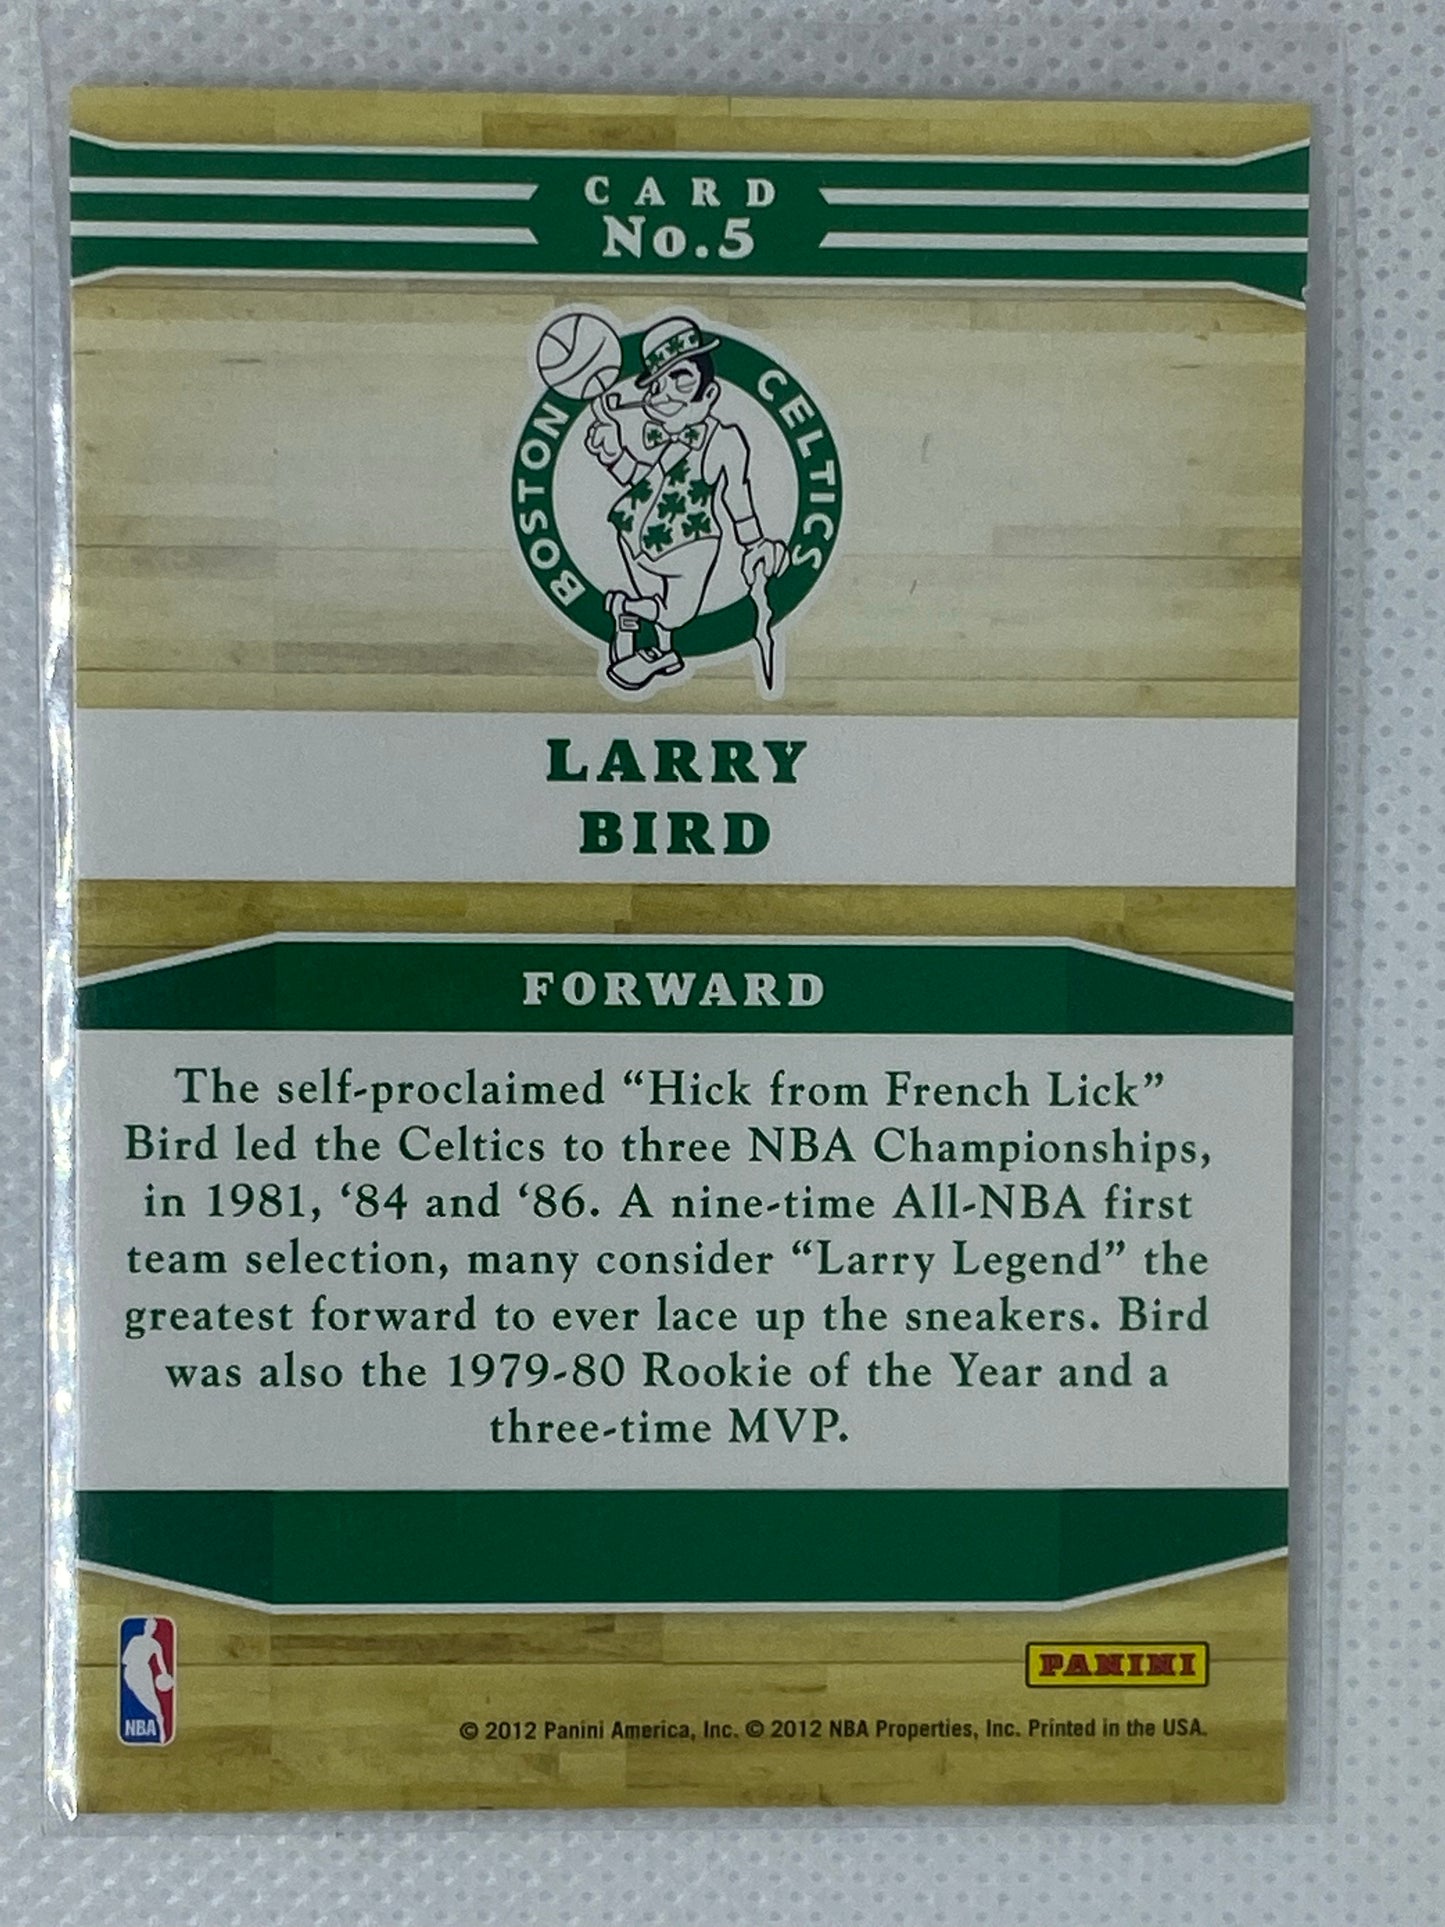 CARD
No.5
BOSTON CELTICS
LARRY
BIRD
FORWARD
The self-proclaimed “Hick from French Lick”
Bird led the Celtics to three NBA Championships,
in 1981, ‘84 and ‘86. A nine-time All-NBA first
team selection, many consider “Larry Legend” the
greatest forward to ever lace up the sneakers. Bird
was also the 1979-80 Rookie of the Year and a
three-time MVP.
PANINI
NBA
© 2012 Panini America, Inc. © 2012 NBA Properties, Inc. Printed in the USA.